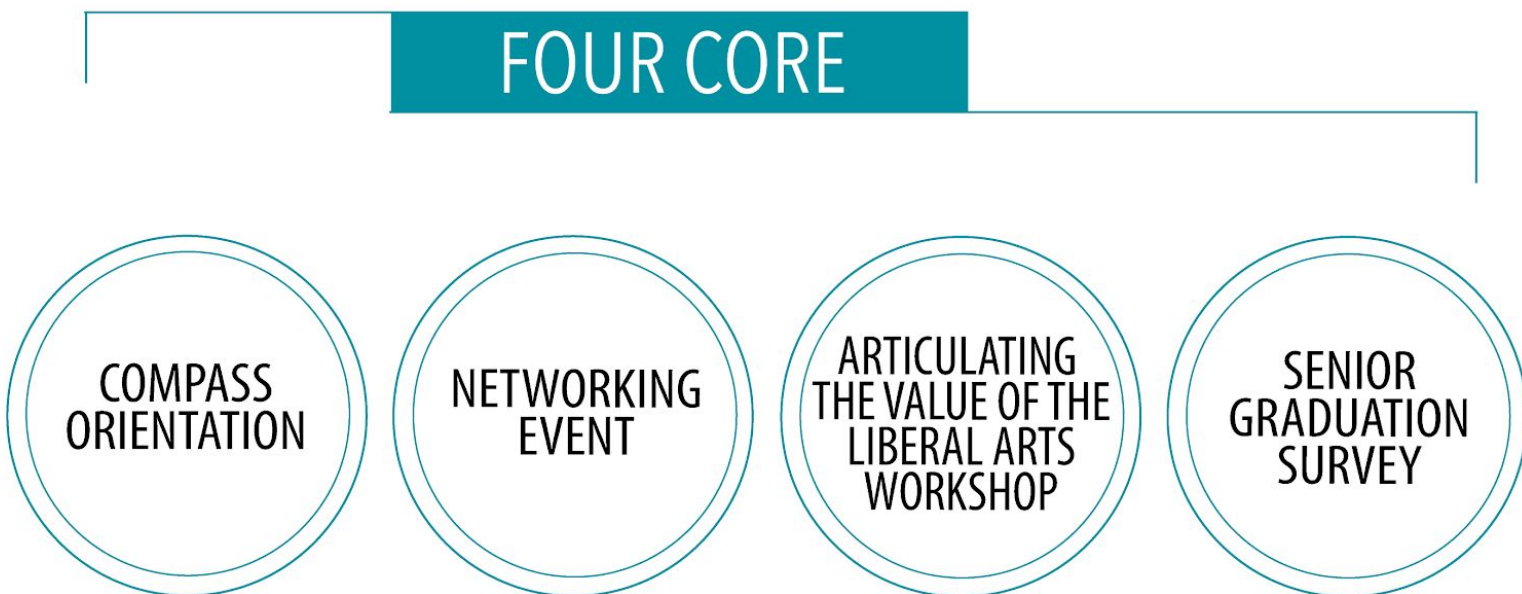 FOUR CORE
COMPASS
ORIENTATION
NETWORKING
EVENT
ARTICULATING
THE VALUE OF THE
LIBERAL ARTS
WORKSHOP
SENIOR
GRADUATION
SURVEY